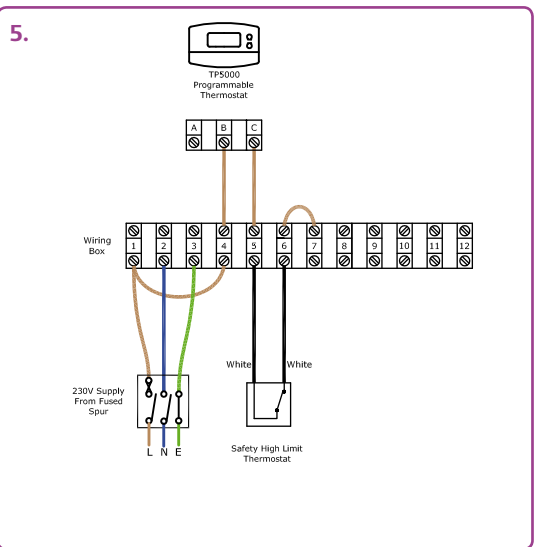 5.
TP5000
Programmable
Thermostat
A B C
Wiring
Box
1 2 3 4 5 6 7 8 9 10 11 12
White White
230V Supply
From Fused
Spur
L N E
Safety High Limit
Thermostat